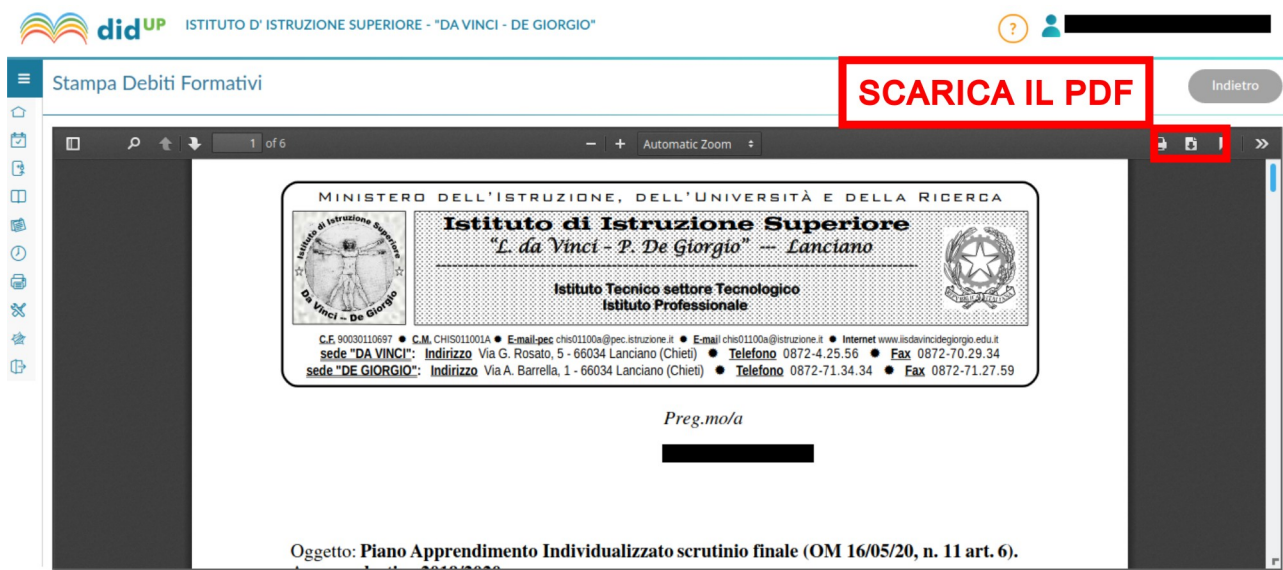 didUP ISTITUTO D' ISTRUZIONE SUPERIORE - "DA VINCI - DE GIORGIO" ?
Stampa Debiti Formativi
SCARICA IL PDF
Indietro
1 of 6
Automatic Zoom
MINISTERO DELL'ISTRUZIONE, DELL'UNIVERSITÀ E DELLA RICERCA
Istituto di Istruzione Superiore
Da Vinci - De Giorgio
Istituto di Istruzione Superiore
"L. da Vinci - P. De Giorgio" --- Lanciano
Istituto Tecnico settore Tecnologico
Istituto Professionale
REPVBBLICA ITALIANA
C.F. 90030110697 ● C.M. CHIS01100A ● E-mail-pec chis01100a@pec.istruzione.it ● E-mail chis01100a@istruzione.it ● Internet www.iisdavincidegiorgio.edu.it
sede "DA VINCI": Indirizzo Via G. Rosato, 5 - 66034 Lanciano (Chieti) ● Telefono 0872-4.25.56 ● Fax 0872-70.29.34
sede "DE GIORGIO": Indirizzo Via A. Barrella, 1 - 66034 Lanciano (Chieti) ● Telefono 0872-71.34.34 ● Fax 0872-71.27.59
Preg.mo/a
Oggetto: Piano Apprendimento Individualizzato scrutinio finale (OM 16/05/20, n. 11 art. 6).